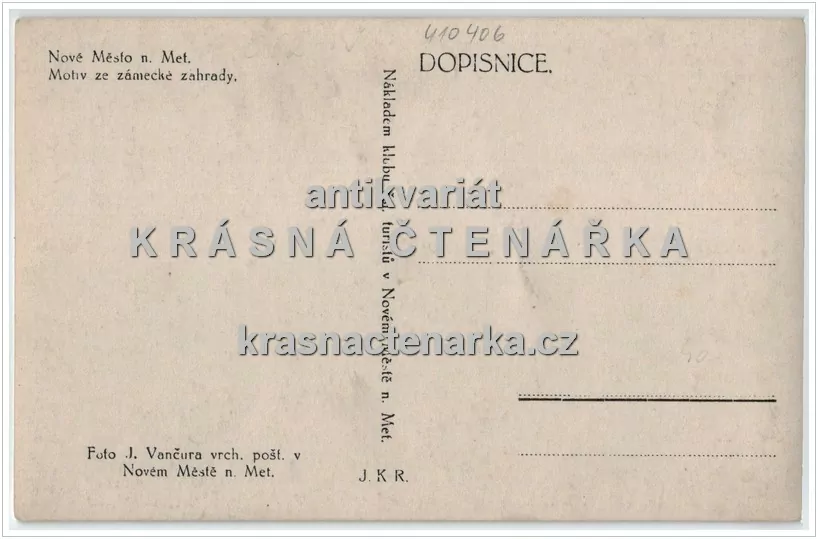 410406
Nové Město n. Met.
Motiv ze zámecké zahrady.
DOPISNICE.
Nákladem klubu turistů v Novém Městě n. Met.
antikvariát
KRÁSNÁ ČTENÁŘKA
krasnactenarka.cz
Foto J. Vančura vrch. pošt. v
Novém Městě n. Met.
J. K R.